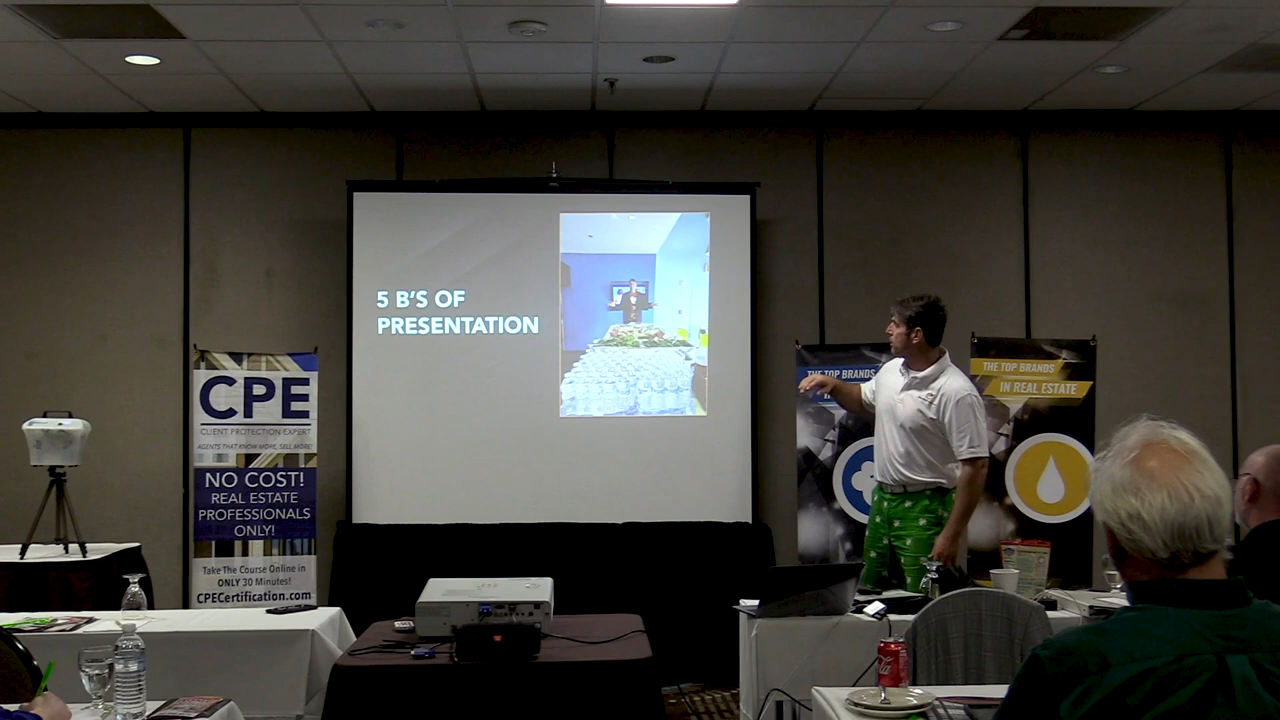 5 B'S OF
PRESENTATION
CPE
CLIENT PROTECTION EXPERT
AGENTS THAT KNOW MORE, SELL MORE!
NO COST!
REAL ESTATE
PROFESSIONALS
ONLY!
Take The Course Online in
ONLY 30 Minutes!
CPECertification.com
THE TOP BRANDS
THE TOP BRANDS
IN REAL ESTATE